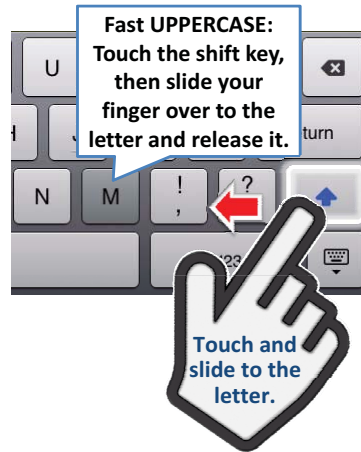 Fast UPPERCASE:
Touch the shift key,
then slide your
finger over to the
letter and release it.
U
turn
N M ! , ?
123
Touch and
slide to the
letter.